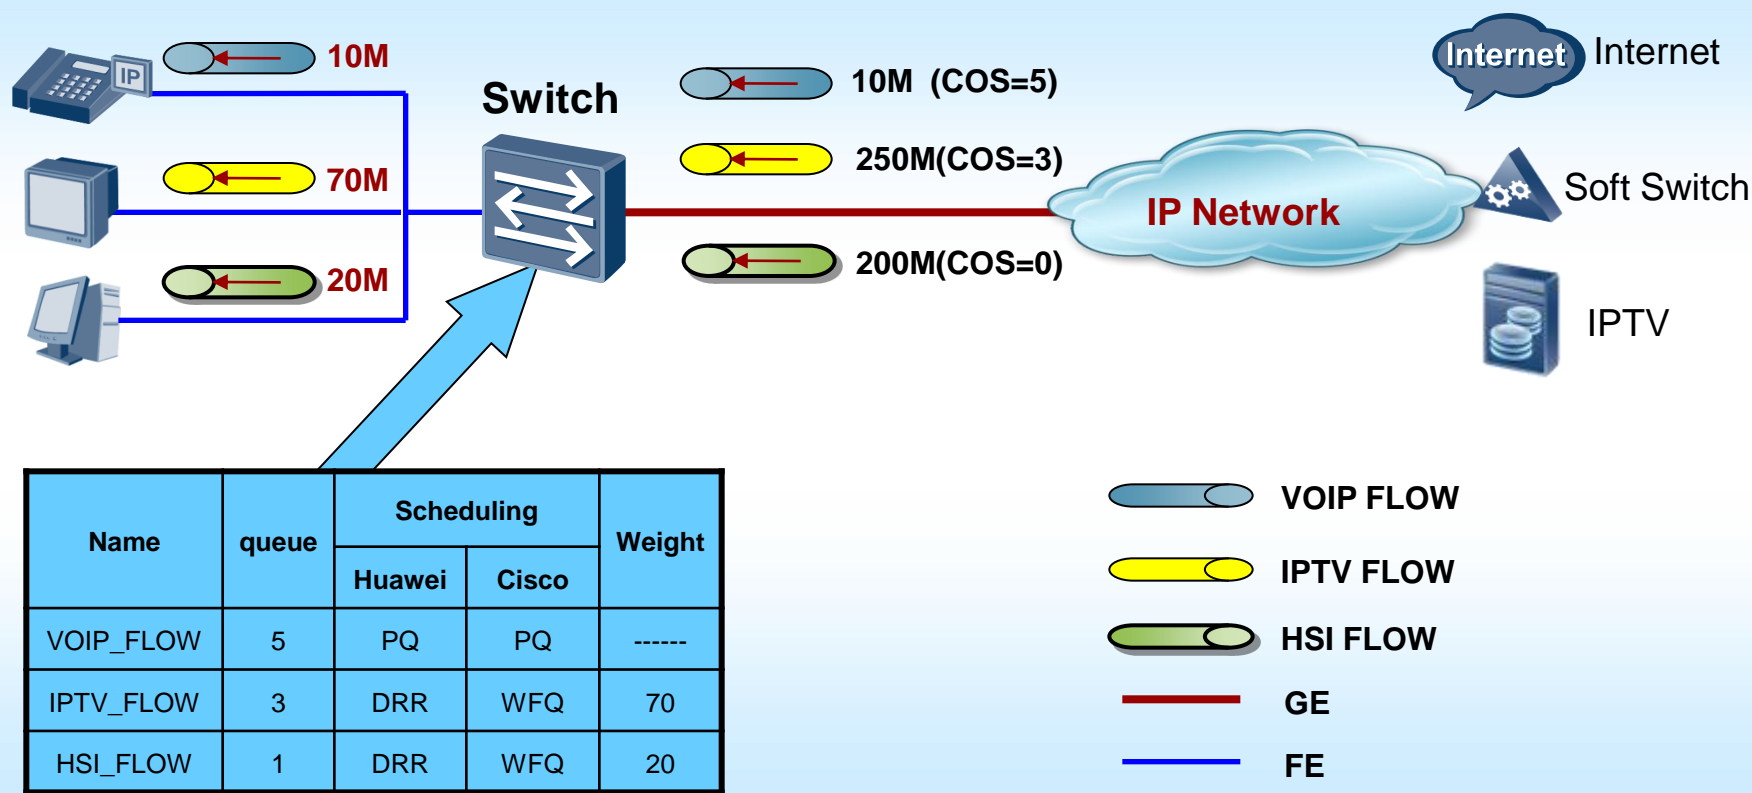 10M
IP
70M
20M
Switch
10M (COS=5)
250M(COS=3)
200M(COS=0)
IP Network
Internet Internet
Soft Switch
IPTV
Name queue Scheduling Weight
Huawei Cisco
VOIP_FLOW 5 PQ PQ ------
IPTV_FLOW 3 DRR WFQ 70
HSI_FLOW 1 DRR WFQ 20
VOIP FLOW
IPTV FLOW
HSI FLOW
GE
FE